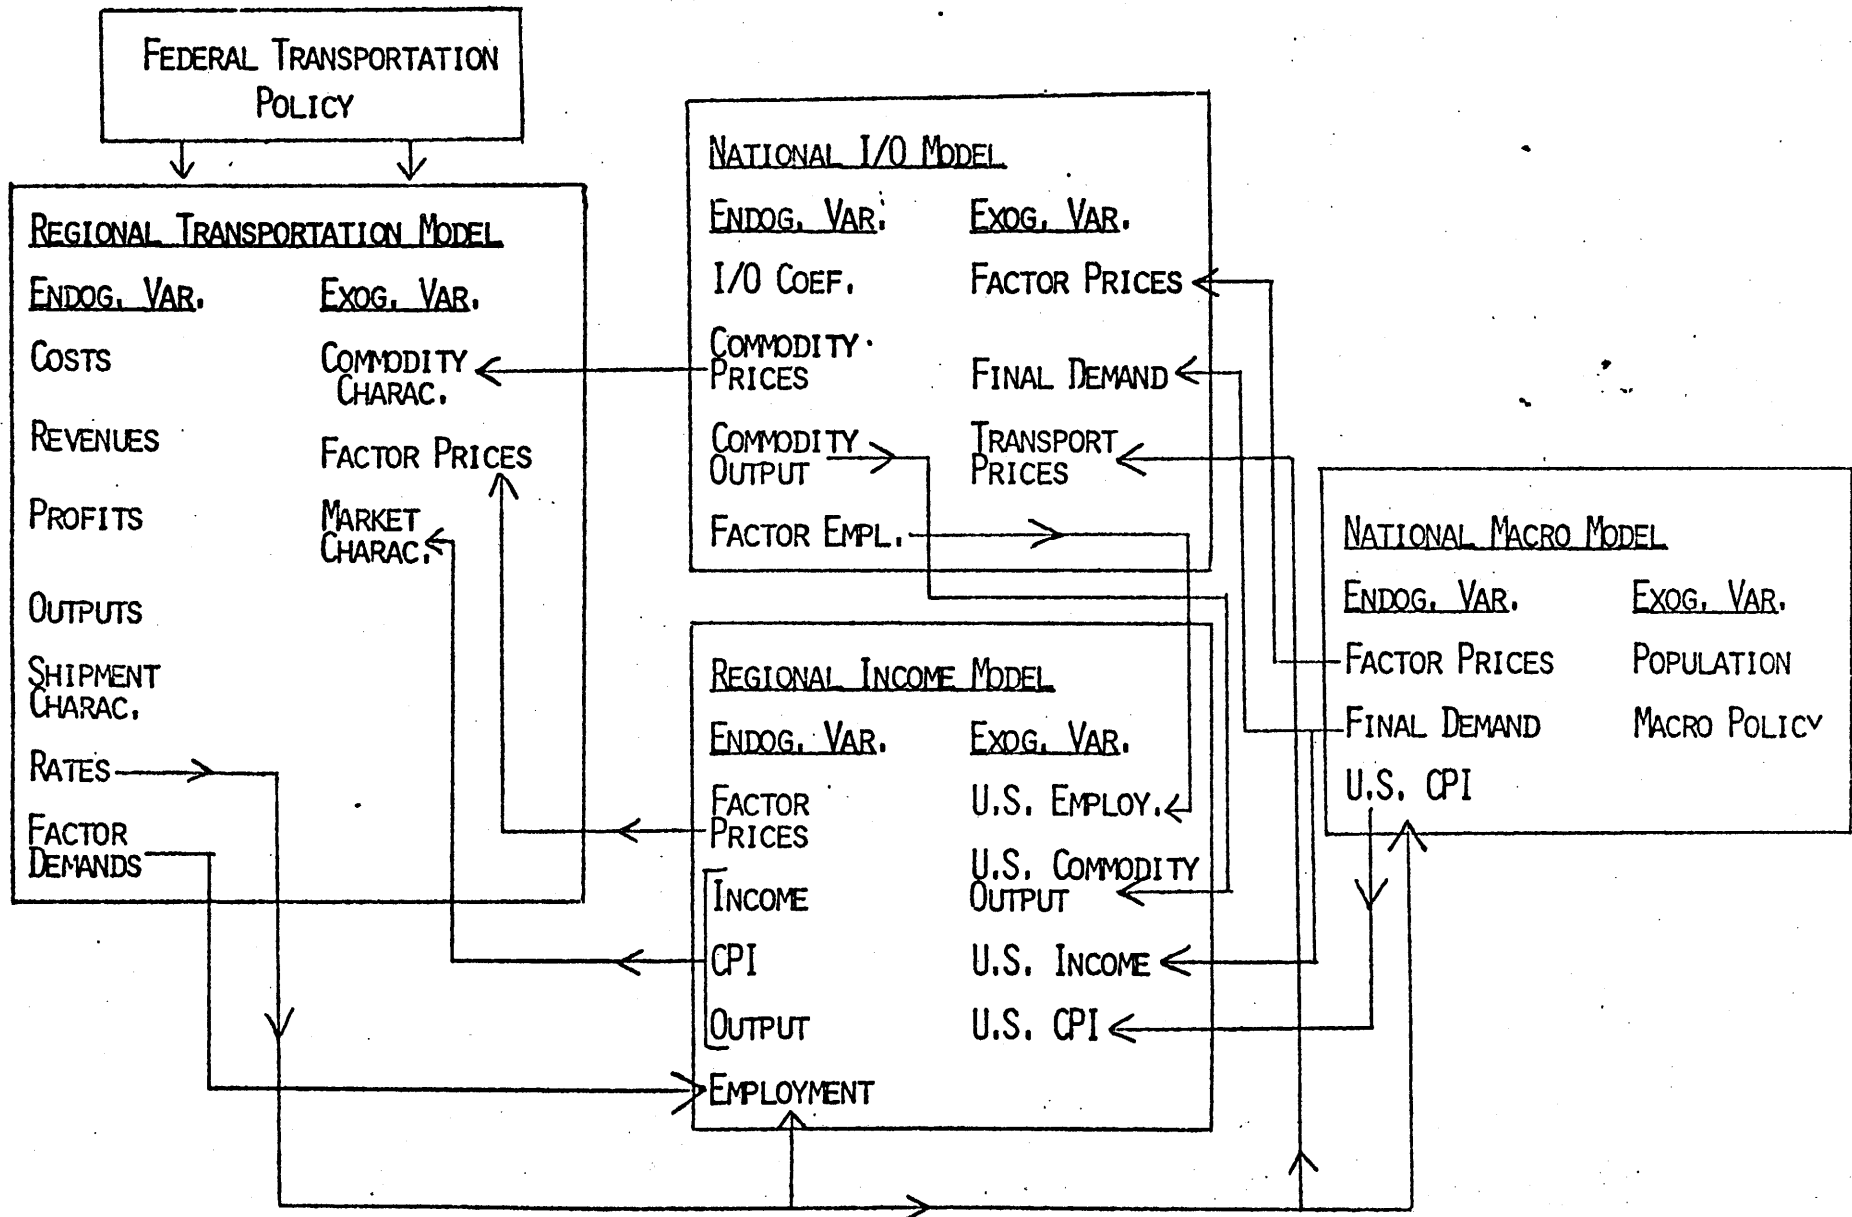 FEDERAL TRANSPORTATION
POLICY
REGIONAL TRANSPORTATION MODEL
ENDOG. VAR. EXOG. VAR.
COSTS COMMODITY
CHARAC.
REVENUES FACTOR PRICES
PROFITS MARKET
CHARAC.
OUTPUTS
SHIPMENT
CHARAC.
RATES
FACTOR
DEMANDS
NATIONAL I/O MODEL
ENDOG. VAR. EXOG. VAR.
I/O COEF. FACTOR PRICES
COMMODITY
PRICES FINAL DEMAND
COMMODITY TRANSPORT
OUTPUT PRICES
FACTOR EMPL.
REGIONAL INCOME MODEL
ENDOG. VAR. EXOG. VAR.
FACTOR U.S. EMPLOY.
PRICES
U.S. COMMODITY
INCOME OUTPUT
CPI U.S. INCOME
OUTPUT U.S. CPI
EMPLOYMENT
NATIONAL MACRO MODEL
ENDOG. VAR. EXOG. VAR.
FACTOR PRICES POPULATION
FINAL DEMAND MACRO POLICY
U.S. CPI